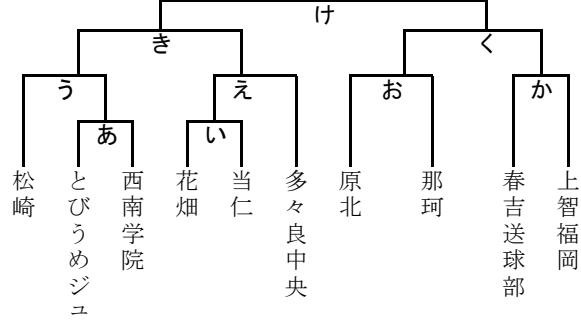 け
き
く
う
え
お
か
あ
い
松崎
とびうめジュ
西南学院
花畑
当仁
多々良中央
原北
那珂
春吉送球部
上智福岡